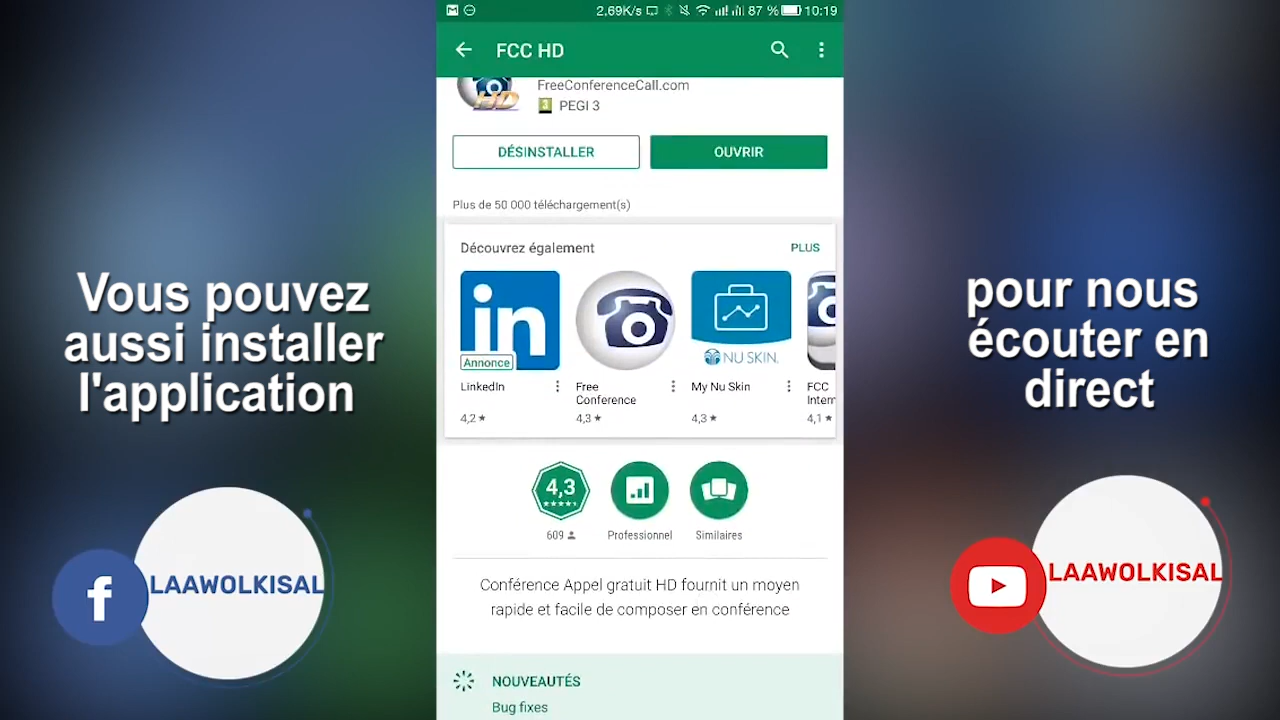 2,69K/s 87 % 10:19
FCC HD
FreeConferenceCall.com
3 PEGI 3
DÉSINSTALLER
OUVRIR
Plus de 50 000 téléchargement(s)
Découvrez également
PLUS
in
Annonce
NU SKIN.
LinkedIn
4,2 ★
Free
Conference
4,3 ★
My Nu Skin
4,3 ★
FCC
Intern
4,1 ★
4,3
609
Professionnel
Similaires
Conférence Appel gratuit HD fournit un moyen
rapide et facile de composer en conférence
NOUVEAUTÉS
Bug fixes
Vous pouvez
aussi installer
l'application
f
LAAWOLKISAL
pour nous
écouter en
direct
LAAWOLKISAL